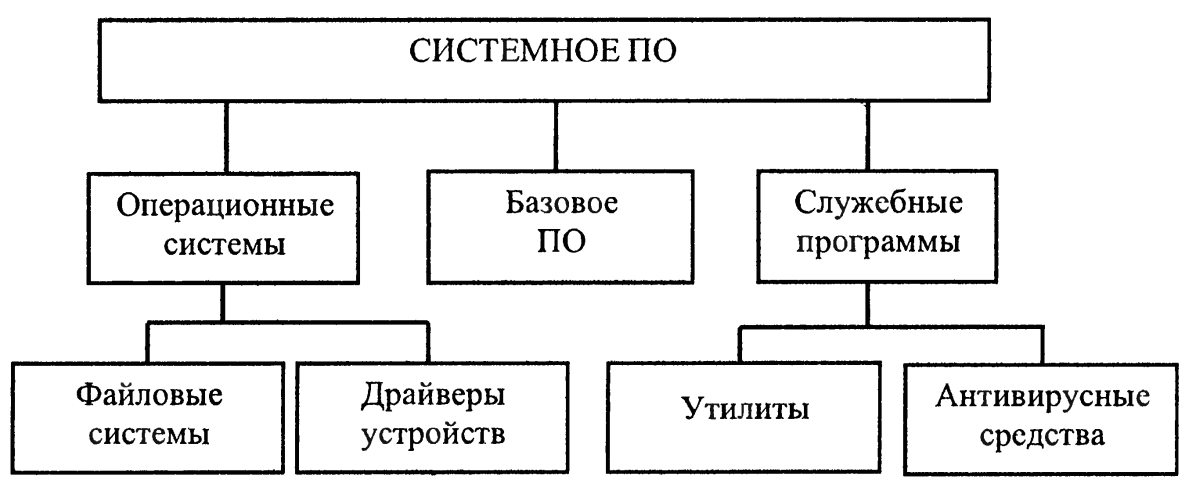 СИСТЕМНОЕ ПО
Операционные
системы
Базовое
ПО
Служебные
программы
Файловые
системы
Драйверы
устройств
Утилиты
Антивирусные
средства